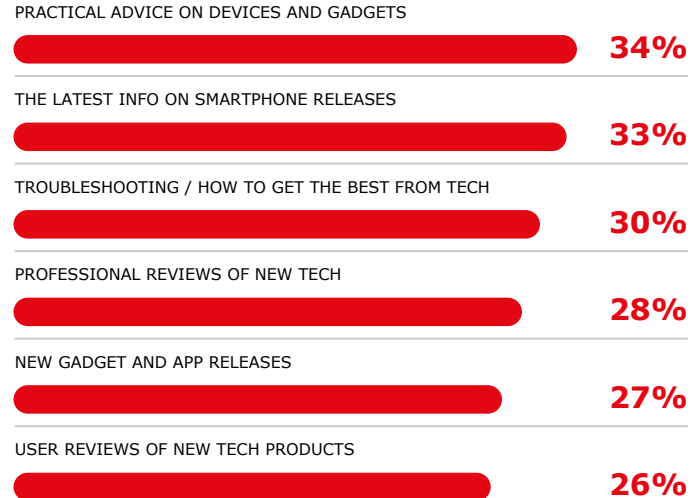 PRACTICAL ADVICE ON DEVICES AND GADGETS
34%
THE LATEST INFO ON SMARTPHONE RELEASES
33%
TROUBLESHOOTING / HOW TO GET THE BEST FROM TECH
30%
PROFESSIONAL REVIEWS OF NEW TECH
28%
NEW GADGET AND APP RELEASES
27%
USER REVIEWS OF NEW TECH PRODUCTS
26%